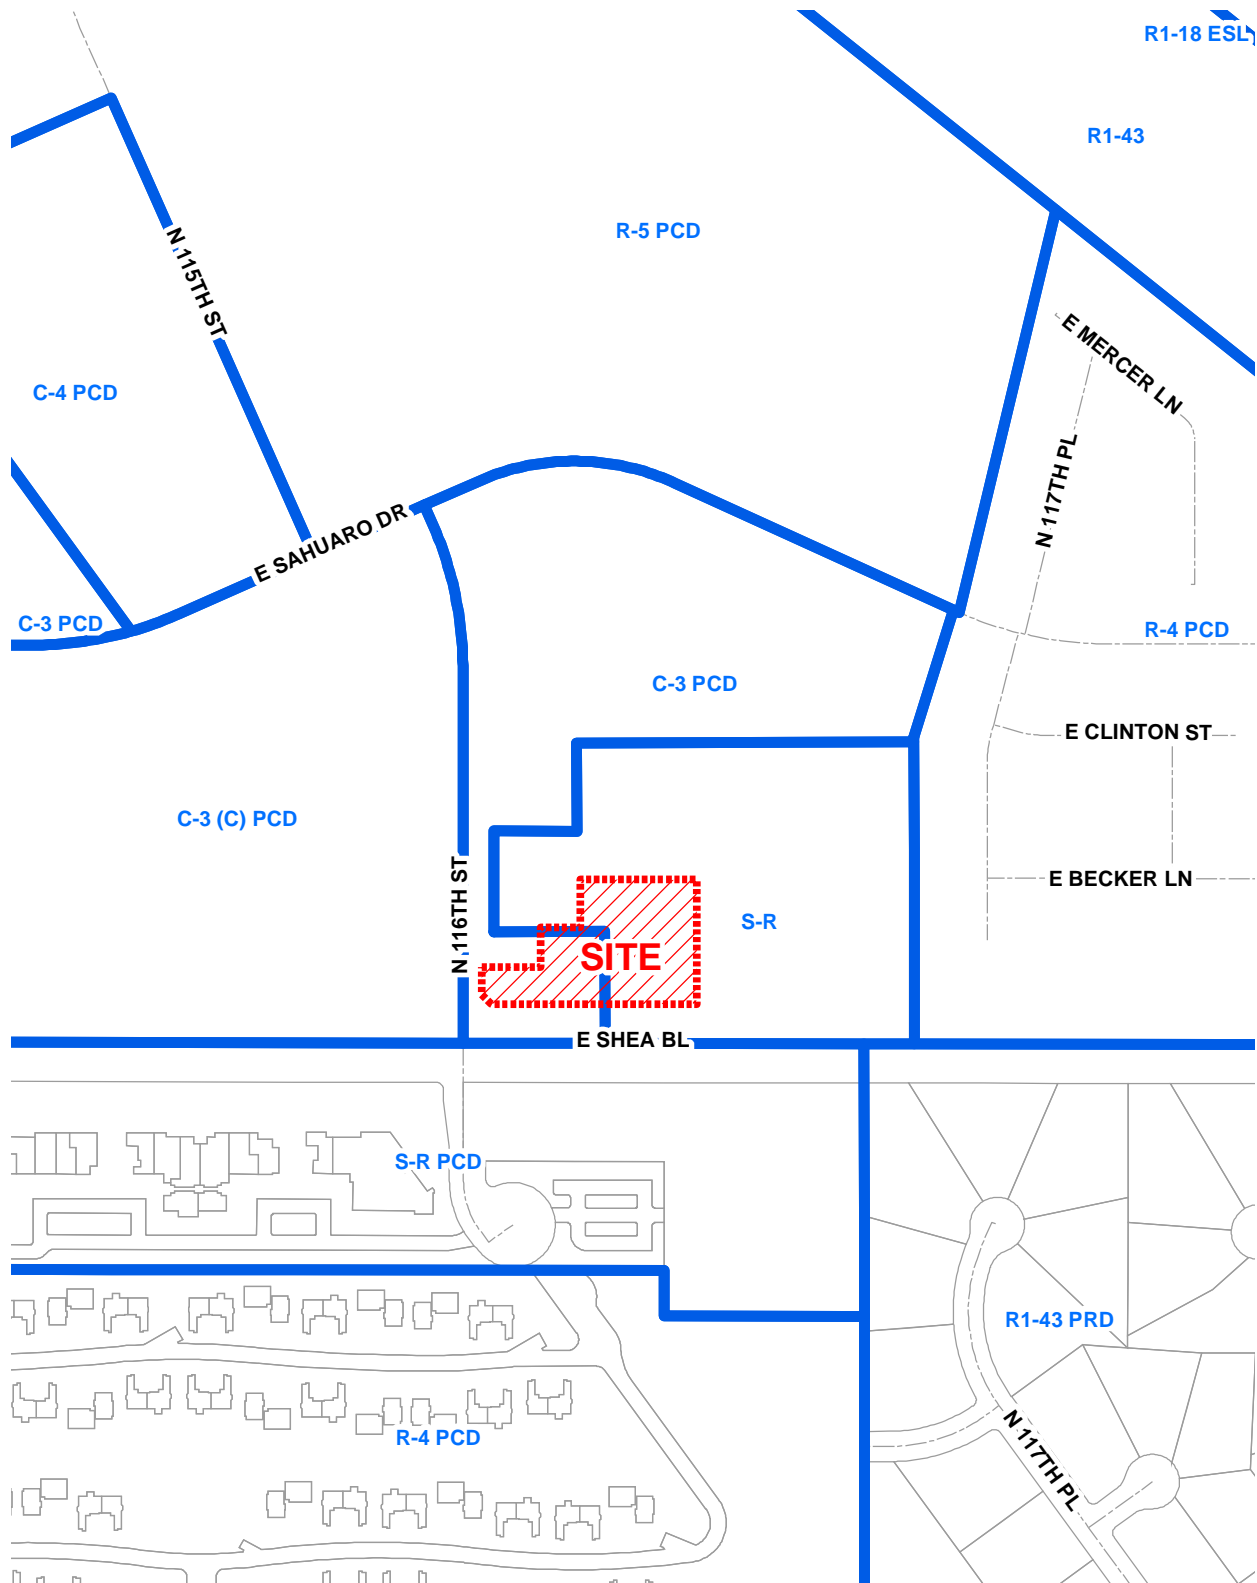 R1-18 ESL
R1-43
R-5 PCD
N 115TH ST
E MERCER LN
C-4 PCD
N 117TH PL
E SAHUARO DR
C-3 PCD
R-4 PCD
C-3 PCD
E CLINTON ST
C-3 (C) PCD
E BECKER LN
N 116TH ST
S-R
SITE
E SHEA BL
S-R PCD
R1-43 PRD
R-4 PCD
N 117TH PL